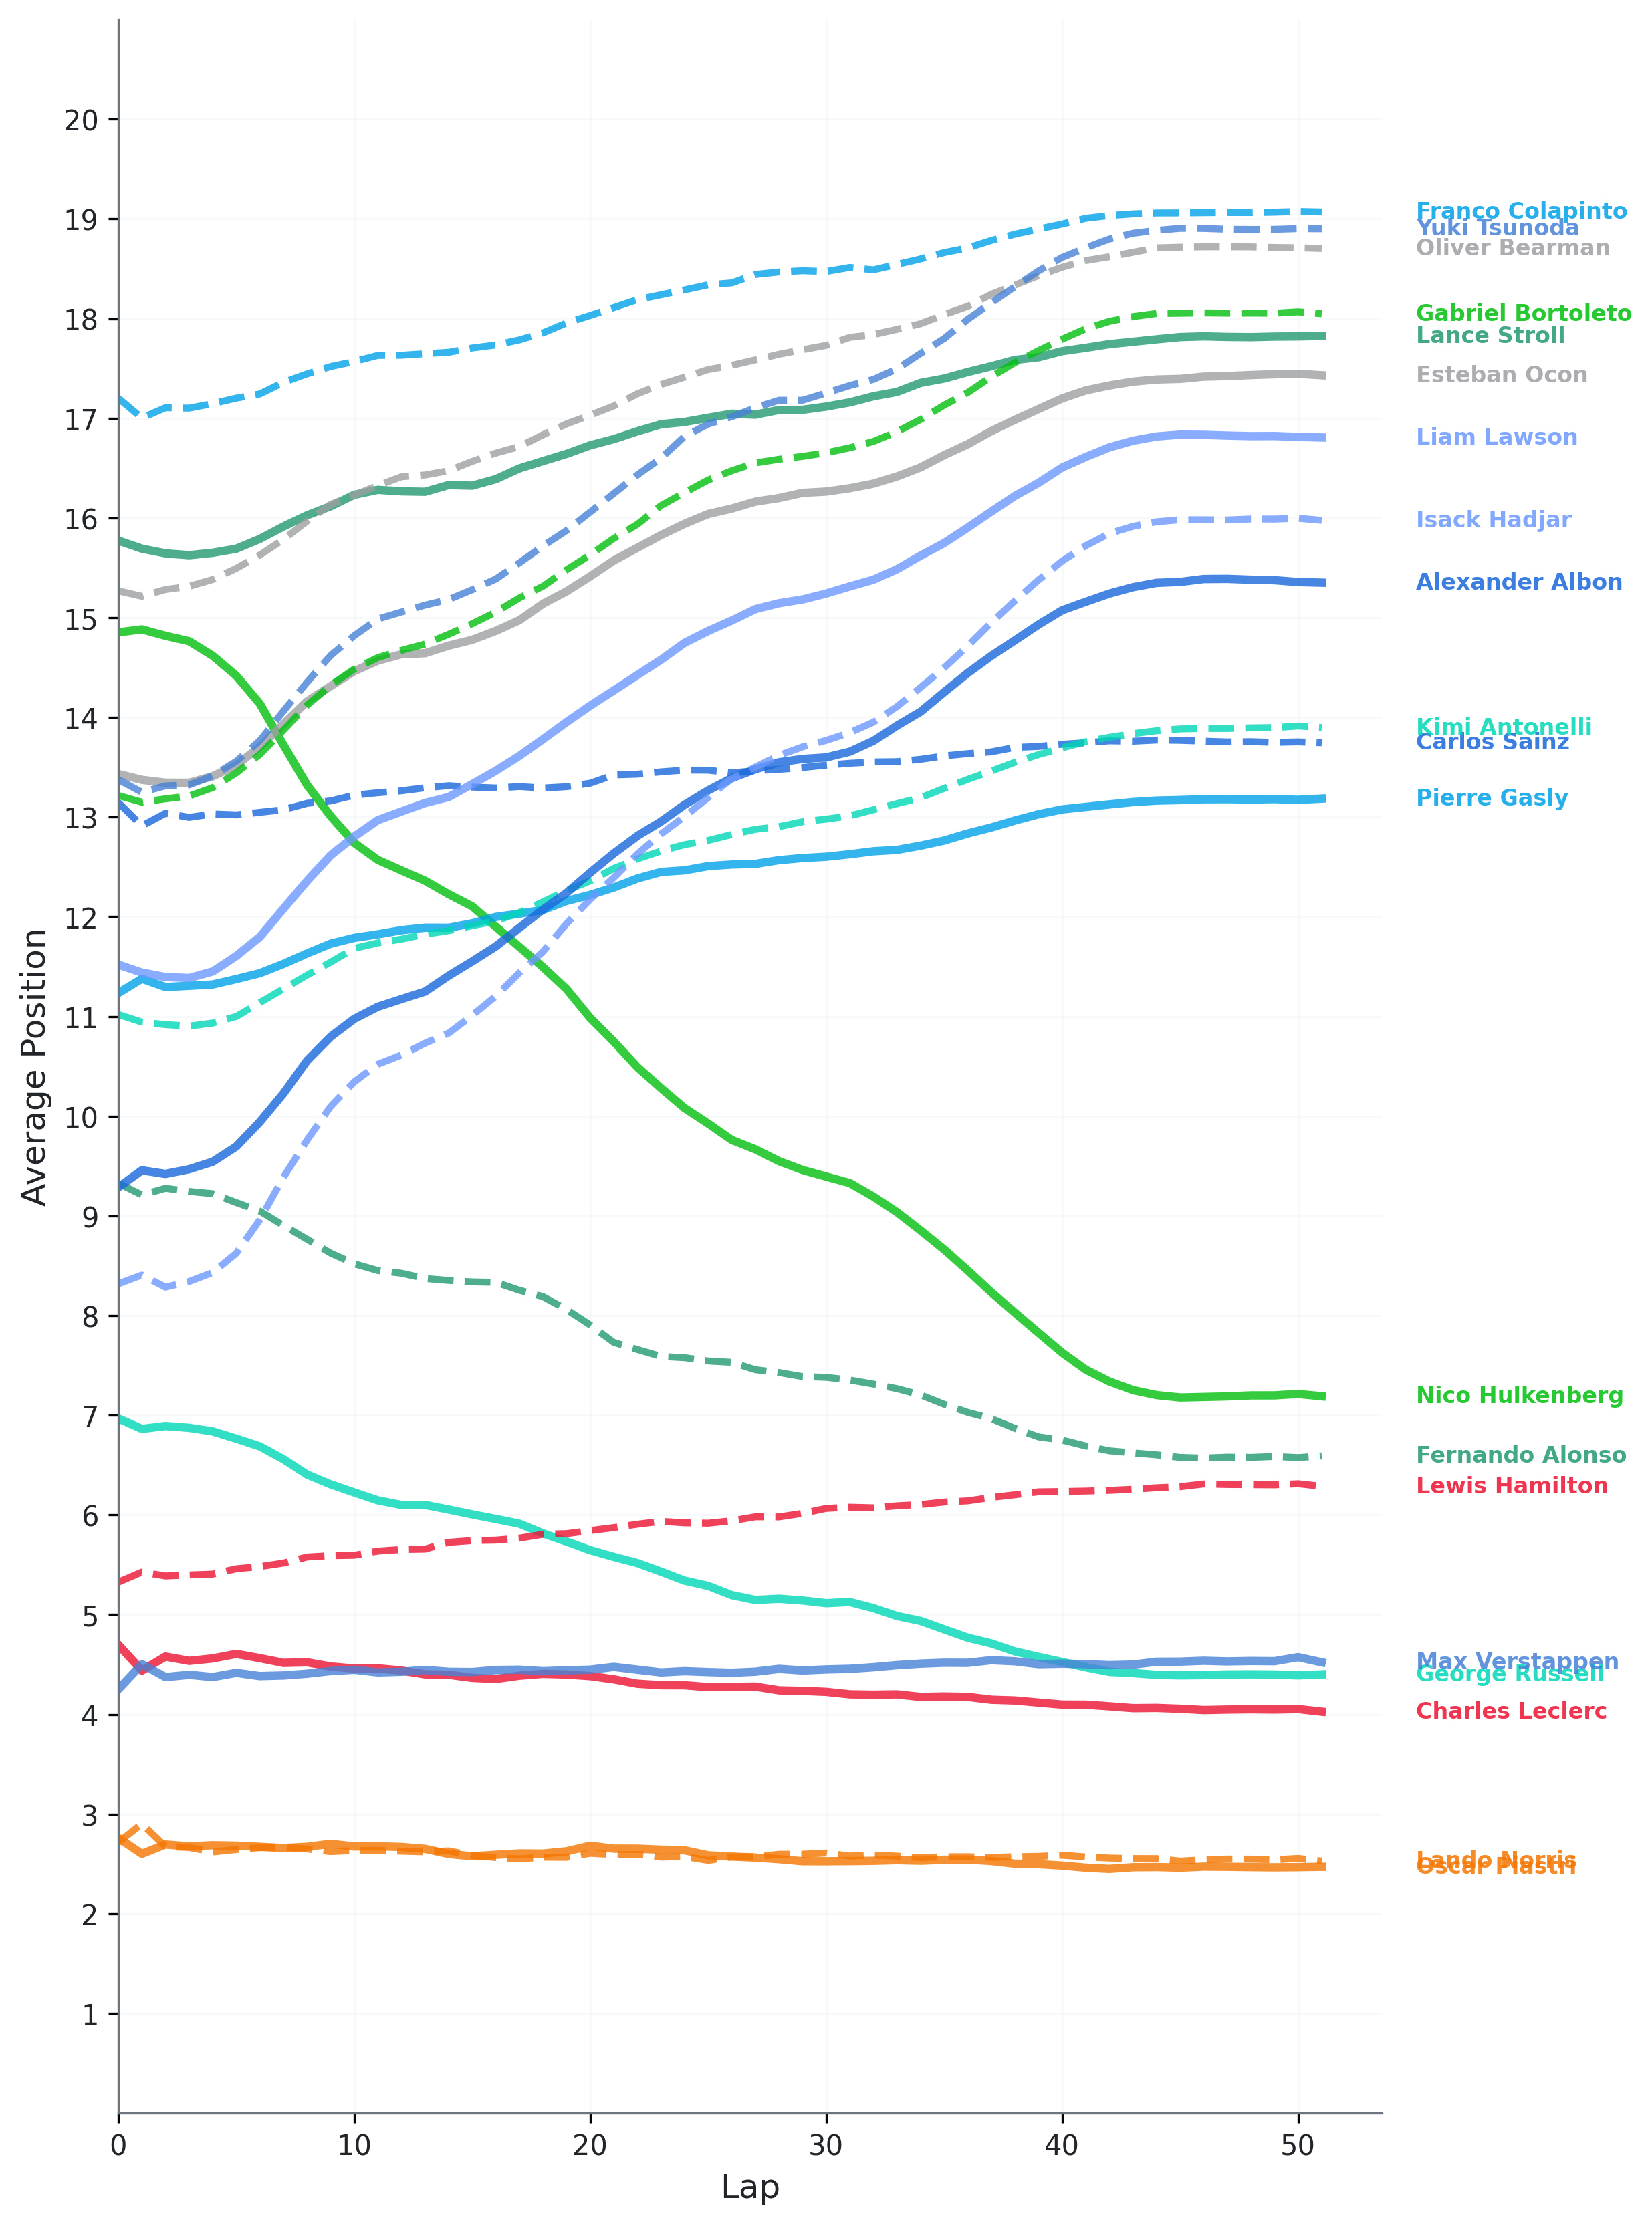 20
19
18
17
16
15
14
13
12
11
10
9
8
7
6
5
4
3
2
1
Average Position
0
10
20
30
40
50
Lap
Franco Colapinto
Yuki Tsunoda
Oliver Bearman
Gabriel Bortoleto
Lance Stroll
Esteban Ocon
Liam Lawson
Isack Hadjar
Alexander Albon
Kimi Antonelli
Carlos Sainz
Pierre Gasly
Nico Hulkenberg
Fernando Alonso
Lewis Hamilton
Max Verstappen
George Russell
Charles Leclerc
Lando Norris
Oscar Piastri